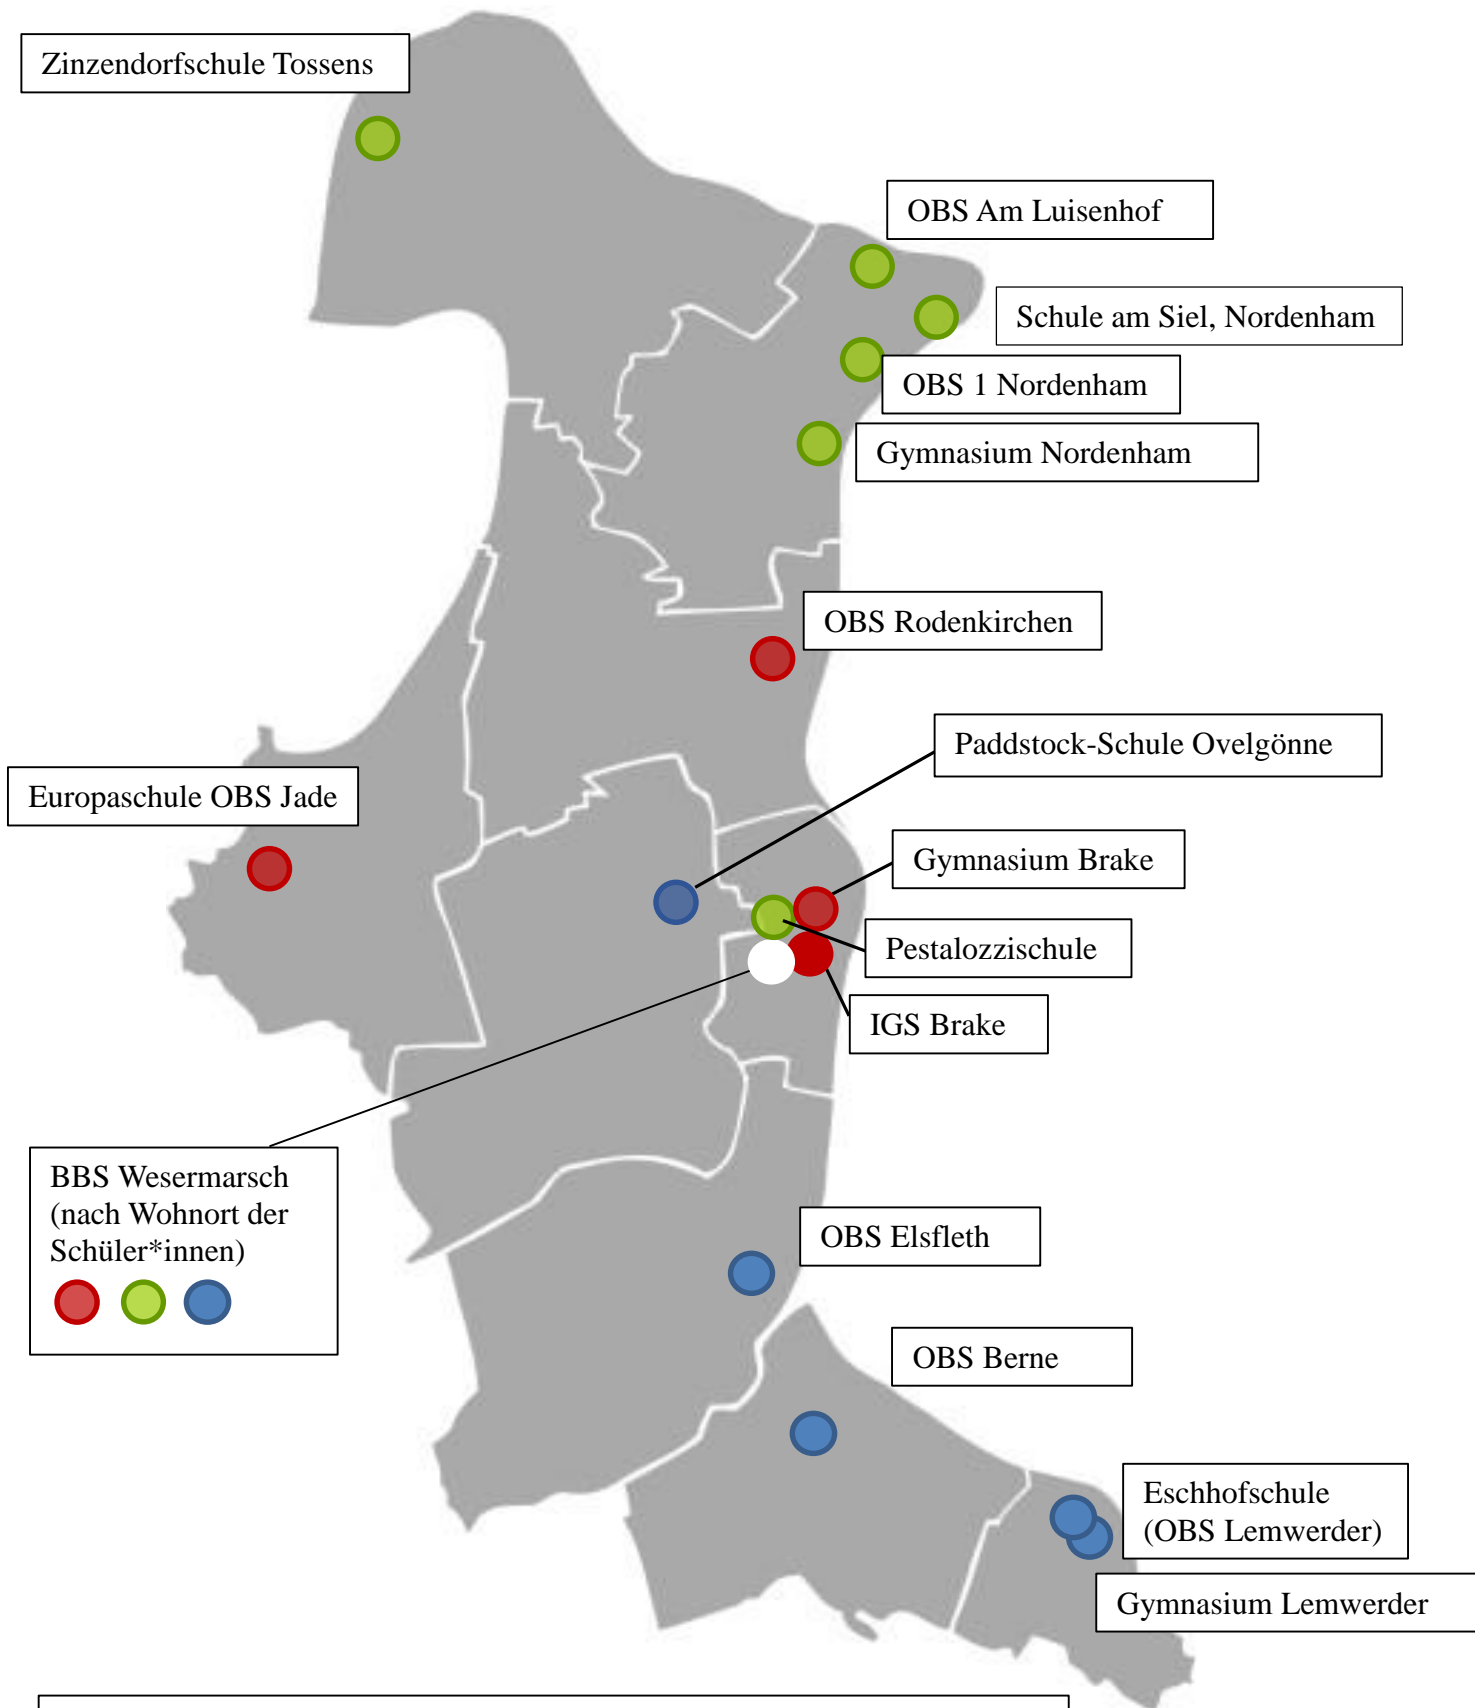 Zinzendorfschule Tossens
OBS Am Luisenhof
Schule am Siel, Nordenham
OBS 1 Nordenham
Gymnasium Nordenham
OBS Rodenkirchen
Paddstock-Schule Ovelgönne
Europaschule OBS Jade
Gymnasium Brake
Pestalozzischule
IGS Brake
BBS Wesermarsch
(nach Wohnort der
Schüler*innen)
OBS Elsfleth
OBS Berne
Eschhofschule
(OBS Lemwerder)
Gymnasium Lemwerder